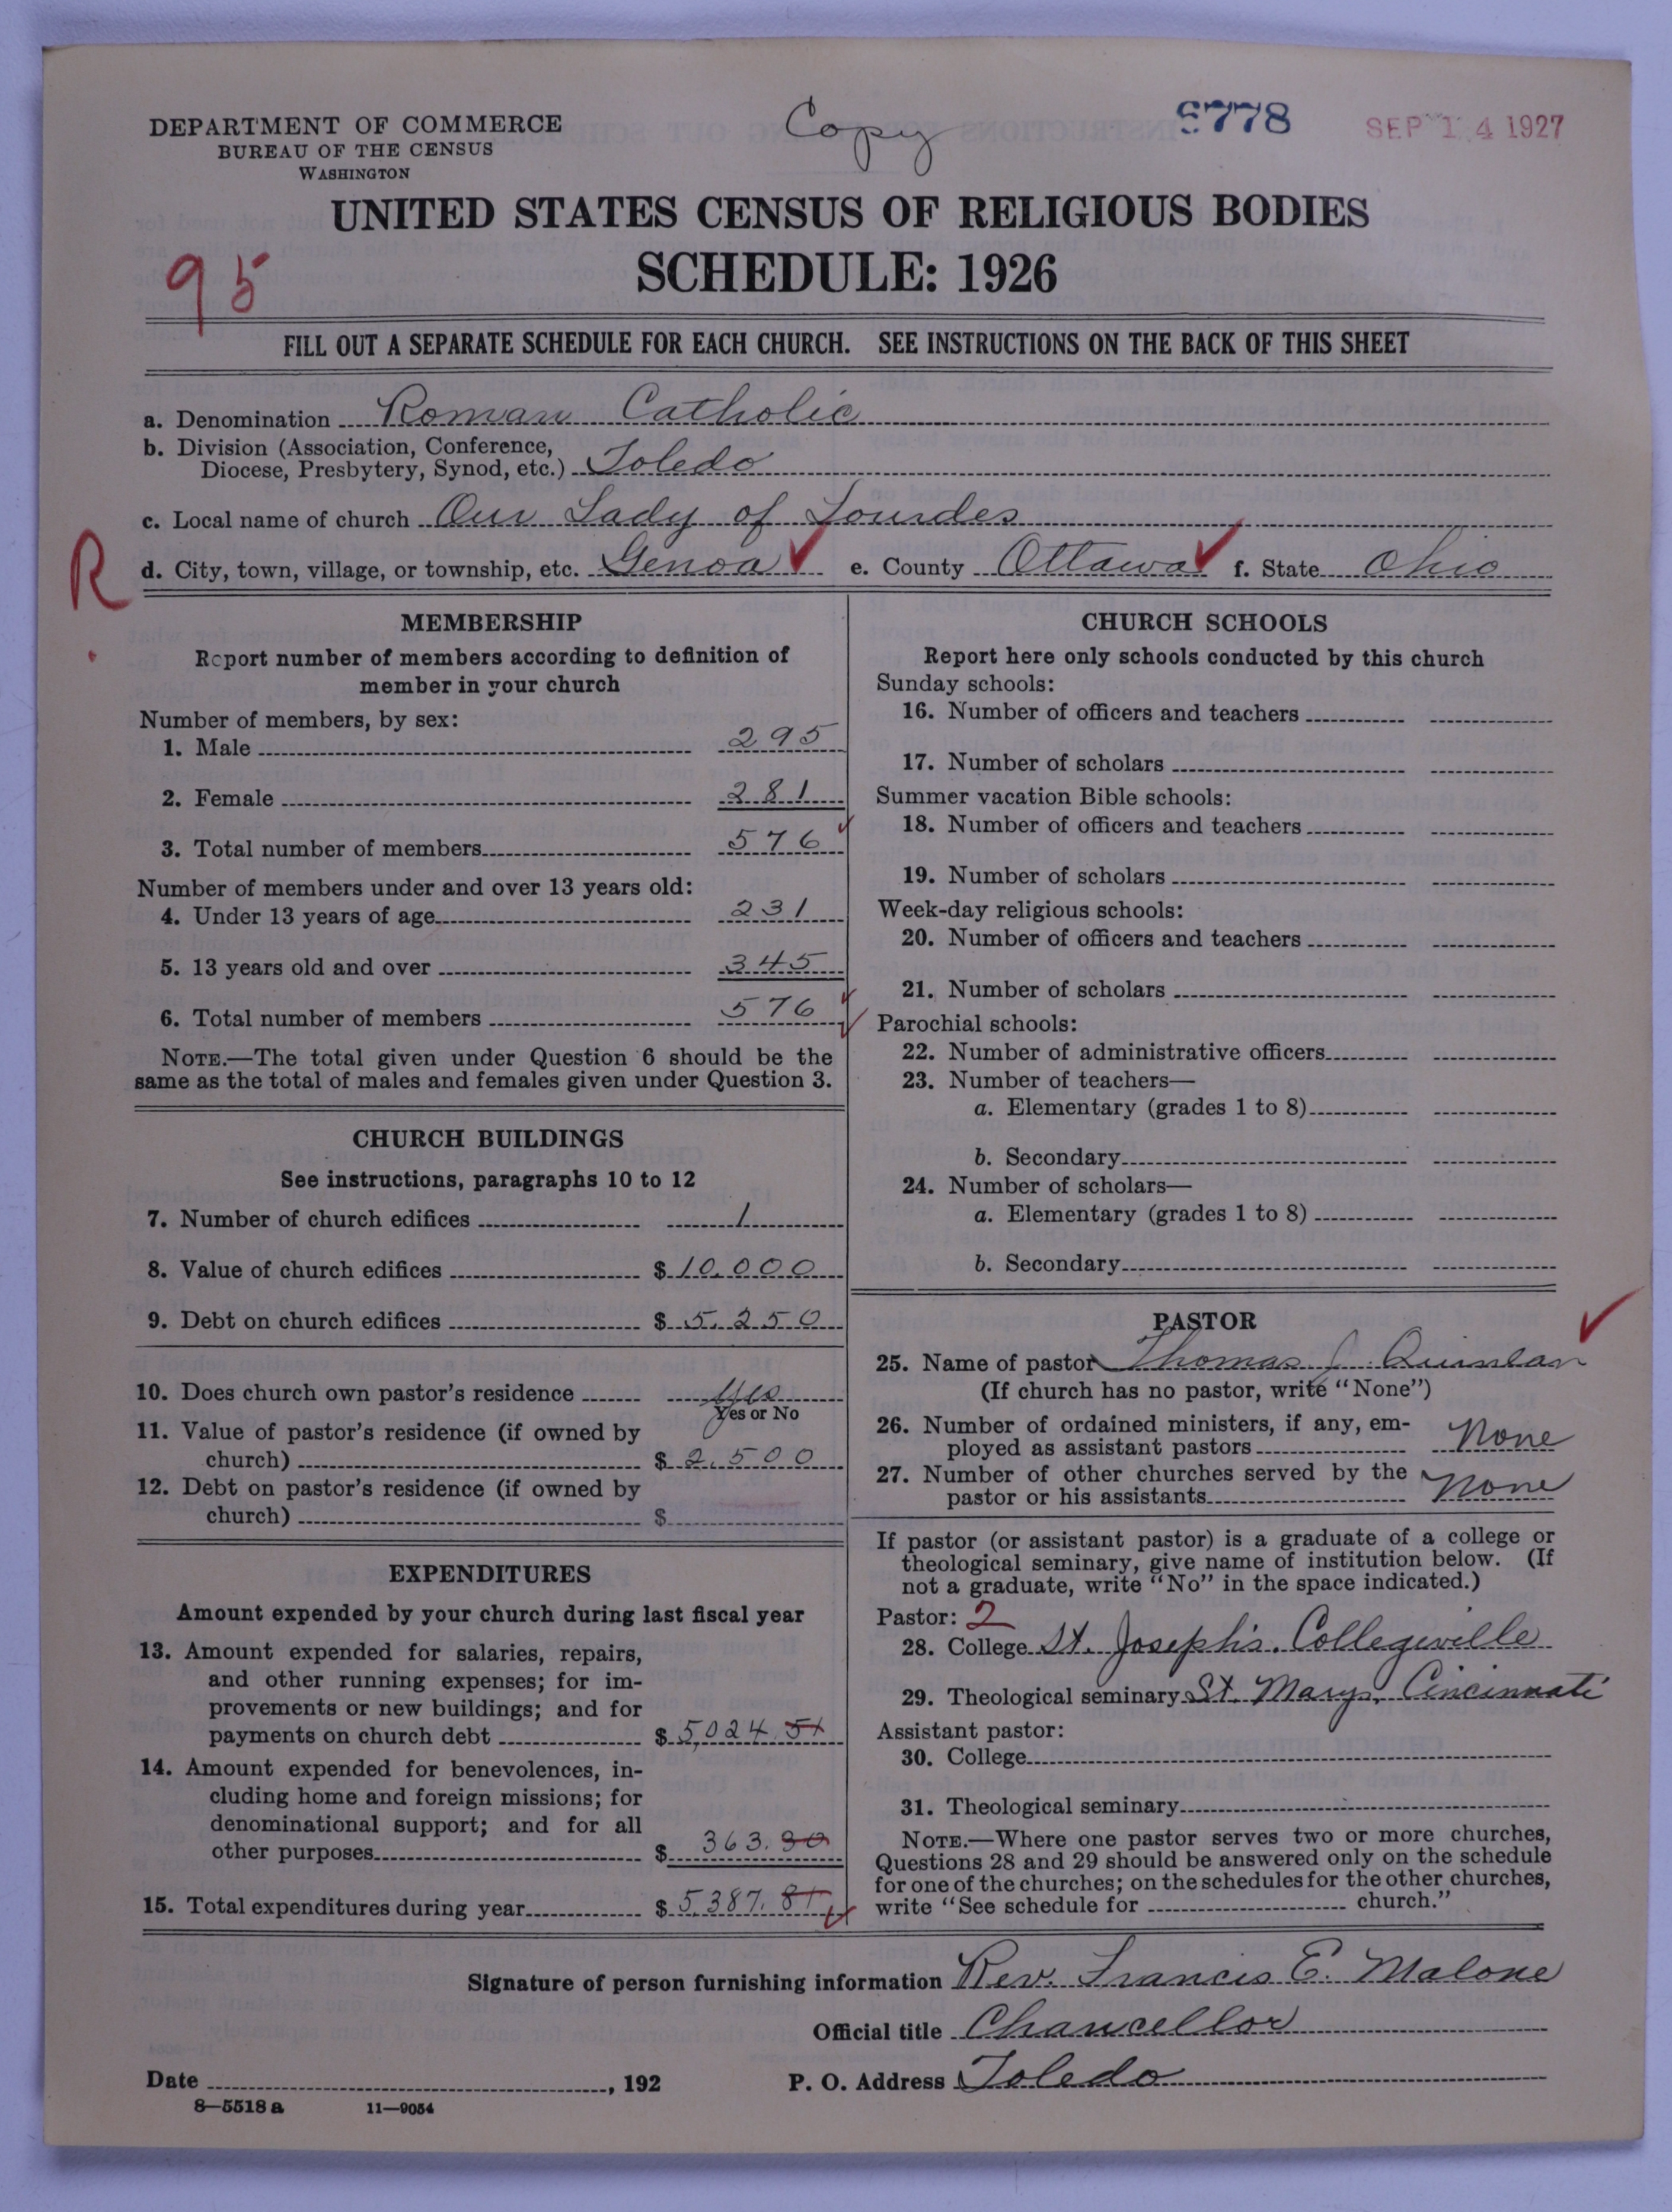 DEPARTMENT OF COMMERCE
BUREAU OF THE CENSUS
WASHINGTON
Copy
8778
SEP 14 1927
UNITED STATES CENSUS OF RELIGIOUS BODIES
SCHEDULE: 1926
95
FILL OUT A SEPARATE SCHEDULE FOR EACH CHURCH. SEE INSTRUCTIONS ON THE BACK OF THIS SHEET
a. Denomination Roman Catholic
b. Division (Association, Conference,
Diocese, Presbytery, Synod, etc.) Toledo
c. Local name of church Our Lady of Lourdes
R
d. City, town, village, or township, etc. Genoa e. County Ottawa f. State Ohio
MEMBERSHIP
Report number of members according to definition of
member in your church
Number of members, by sex:
1. Male 295
2. Female 281
3. Total number of members 576
Number of members under and over 13 years old:
4. Under 13 years of age 231
5. 13 years old and over 345
6. Total number of members 576
NOTE.—The total given under Question 6 should be the
same as the total of males and females given under Question 3.
CHURCH BUILDINGS
See instructions, paragraphs 10 to 12
7. Number of church edifices 1
8. Value of church edifices $ 10,000
9. Debt on church edifices $ 5,250
10. Does church own pastor's residence Yes
Yes or No
11. Value of pastor's residence (if owned by
church) $ 2,500
12. Debt on pastor's residence (if owned by
church) $
EXPENDITURES
Amount expended by your church during last fiscal year
13. Amount expended for salaries, repairs,
and other running expenses; for im-
provements or new buildings; and for
payments on church debt $ 5,024.51
14. Amount expended for benevolences, in-
cluding home and foreign missions; for
denominational support; and for all
other purposes $ 363.30
15. Total expenditures during year $ 5,387.81
CHURCH SCHOOLS
Report here only schools conducted by this church
Sunday schools:
16. Number of officers and teachers
17. Number of scholars
Summer vacation Bible schools:
18. Number of officers and teachers
19. Number of scholars
Week-day religious schools:
20. Number of officers and teachers
21. Number of scholars
Parochial schools:
22. Number of administrative officers
23. Number of teachers—
a. Elementary (grades 1 to 8)
b. Secondary
24. Number of scholars—
a. Elementary (grades 1 to 8)
b. Secondary
PASTOR
25. Name of pastor Thomas J. Quinlan
(If church has no pastor, write "None")
26. Number of ordained ministers, if any, em-
ployed as assistant pastors None
27. Number of other churches served by the
pastor or his assistants None
If pastor (or assistant pastor) is a graduate of a college or
theological seminary, give name of institution below. (If
not a graduate, write "No" in the space indicated.)
Pastor: 2
28. College St. Joseph's, Collegeville
29. Theological seminary St. Marys, Cincinnati
Assistant pastor:
30. College
31. Theological seminary
NOTE.—Where one pastor serves two or more churches,
Questions 28 and 29 should be answered only on the schedule
for one of the churches; on the schedules for the other churches,
write "See schedule for church."
Signature of person furnishing information Rev. Francis E. Malone
Official title Chancellor
Date , 192 P. O. Address Toledo
8—5518 a 11—9054